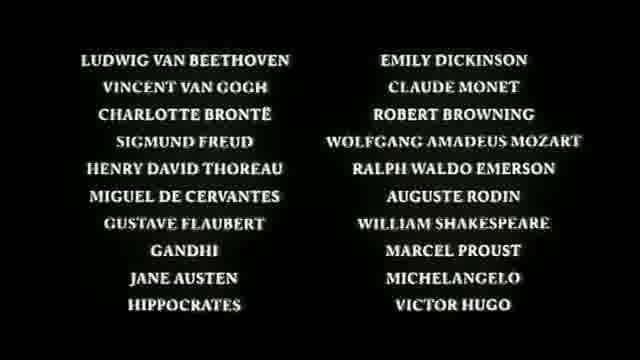 LUDWIG VAN BEETHOVEN
VINCENT VAN GOGH
CHARLOTTE BRONTË
SIGMUND FREUD
HENRY DAVID THOREAU
MIGUEL DE CERVANTES
GUSTAVE FLAUBERT
GANDHI
JANE AUSTEN
HIPPOCRATES
EMILY DICKINSON
CLAUDE MONET
ROBERT BROWNING
WOLFGANG AMADEUS MOZART
RALPH WALDO EMERSON
AUGUSTE RODIN
WILLIAM SHAKESPEARE
MARCEL PROUST
MICHELANGELO
VICTOR HUGO